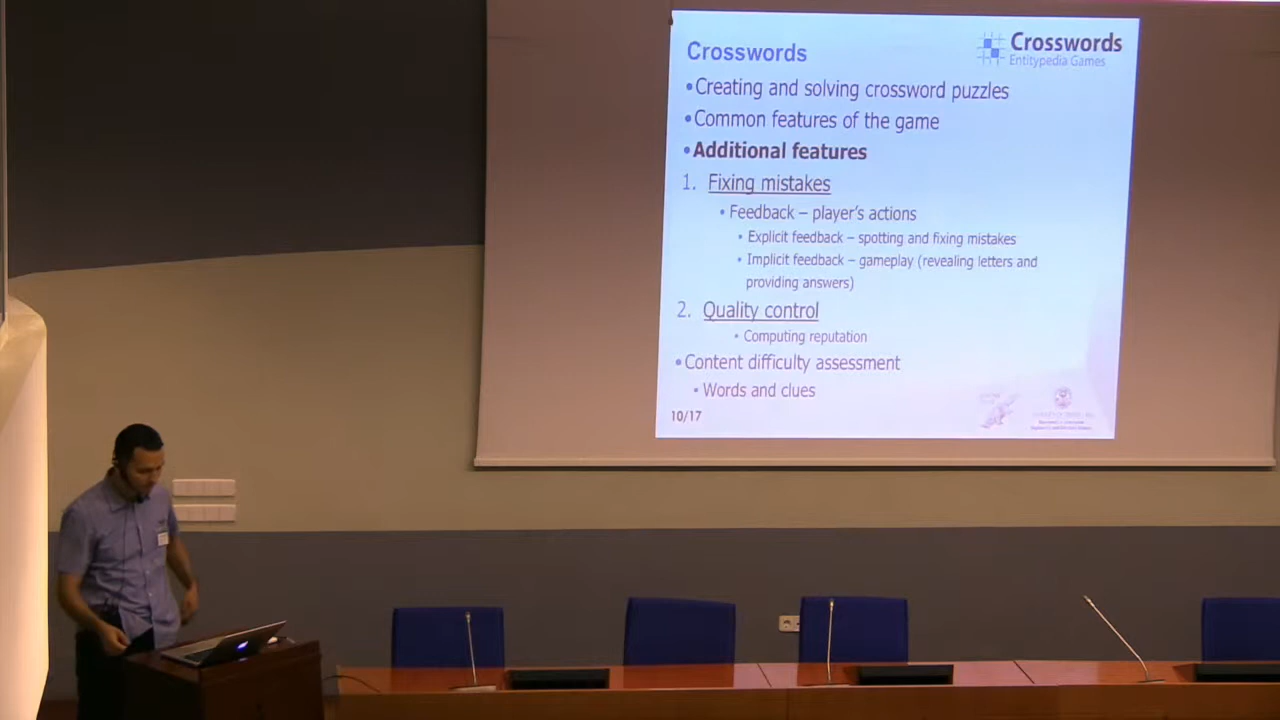 Crosswords
Crosswords
Entitypedia Games
•Creating and solving crossword puzzles
•Common features of the game
•Additional features
1. Fixing mistakes
• Feedback – player's actions
• Explicit feedback – spotting and fixing mistakes
• Implicit feedback – gameplay (revealing letters and
providing answers)
2. Quality control
• Computing reputation
•Content difficulty assessment
• Words and clues
10/17